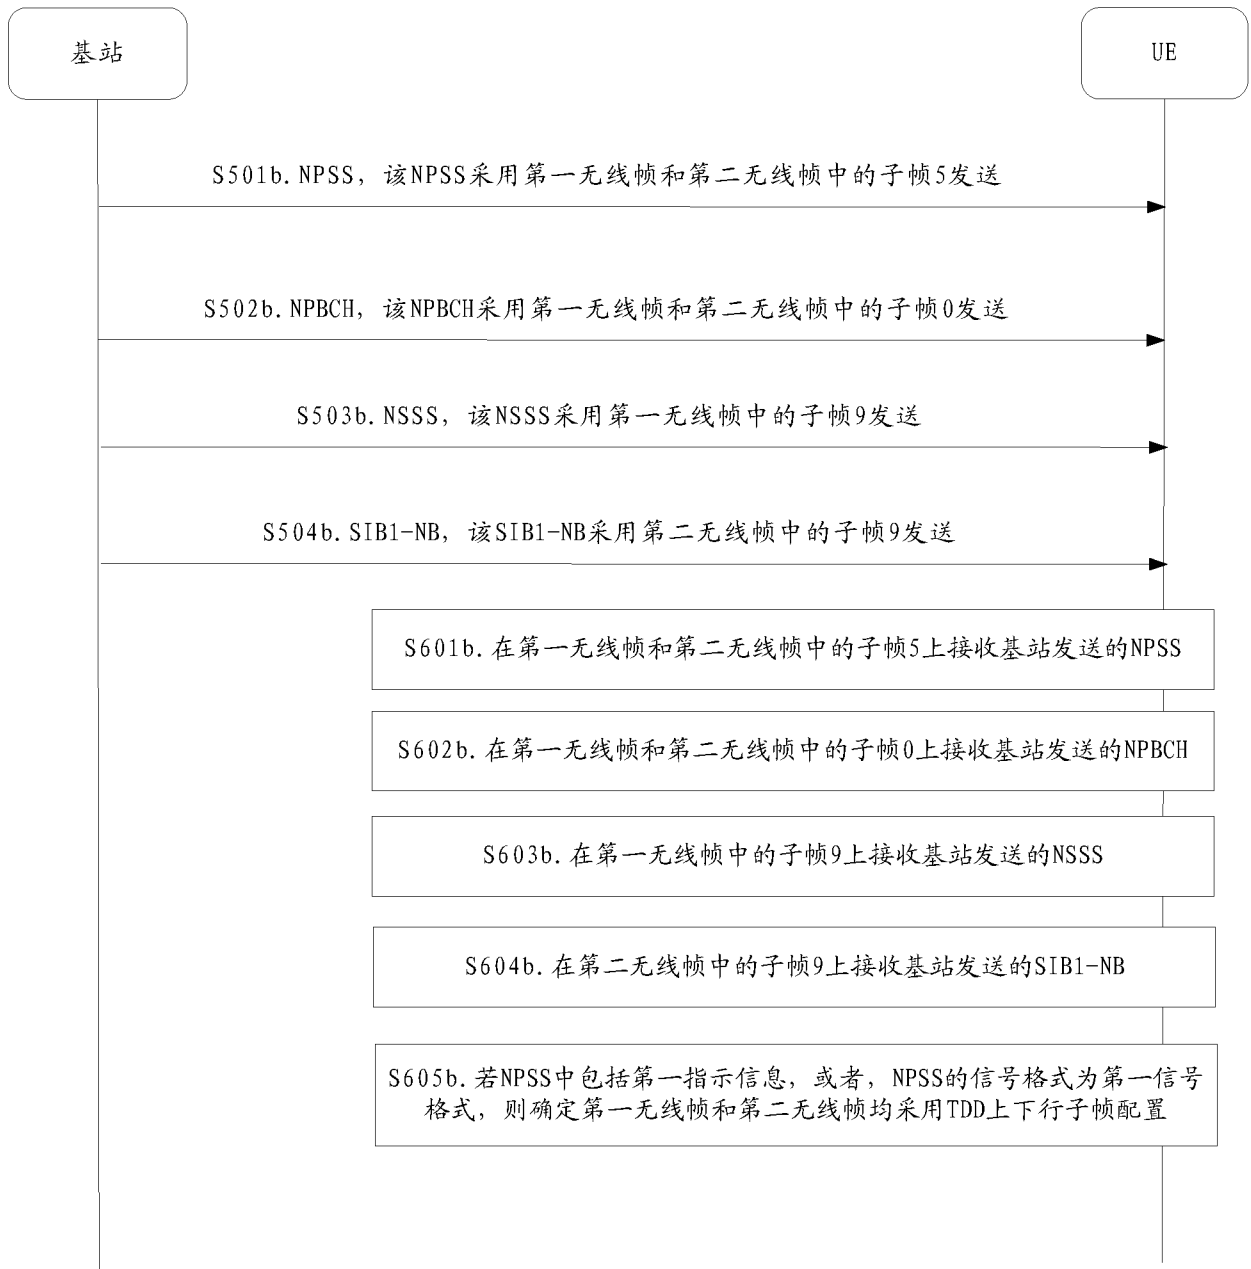 基站
UE
S501b.NPSS，该NPSS采用第一无线帧和第二无线帧中的子帧5发送
S502b.NPBCH，该NPBCH采用第一无线帧和第二无线帧中的子帧0发送
S503b.NSSS，该NSSS采用第一无线帧中的子帧9发送
S504b.SIB1-NB，该SIB1-NB采用第二无线帧中的子帧9发送
S601b.在第一无线帧和第二无线帧中的子帧5上接收基站发送的NPSS
S602b.在第一无线帧和第二无线帧中的子帧0上接收基站发送的NPBCH
S603b.在第一无线帧中的子帧9上接收基站发送的NSSS
S604b.在第二无线帧中的子帧9上接收基站发送的SIB1-NB
S605b.若NPSS中包括第一指示信息，或者，NPSS的信号格式为第一信号
格式，则确定第一无线帧和第二无线帧均采用TDD上下行子帧配置